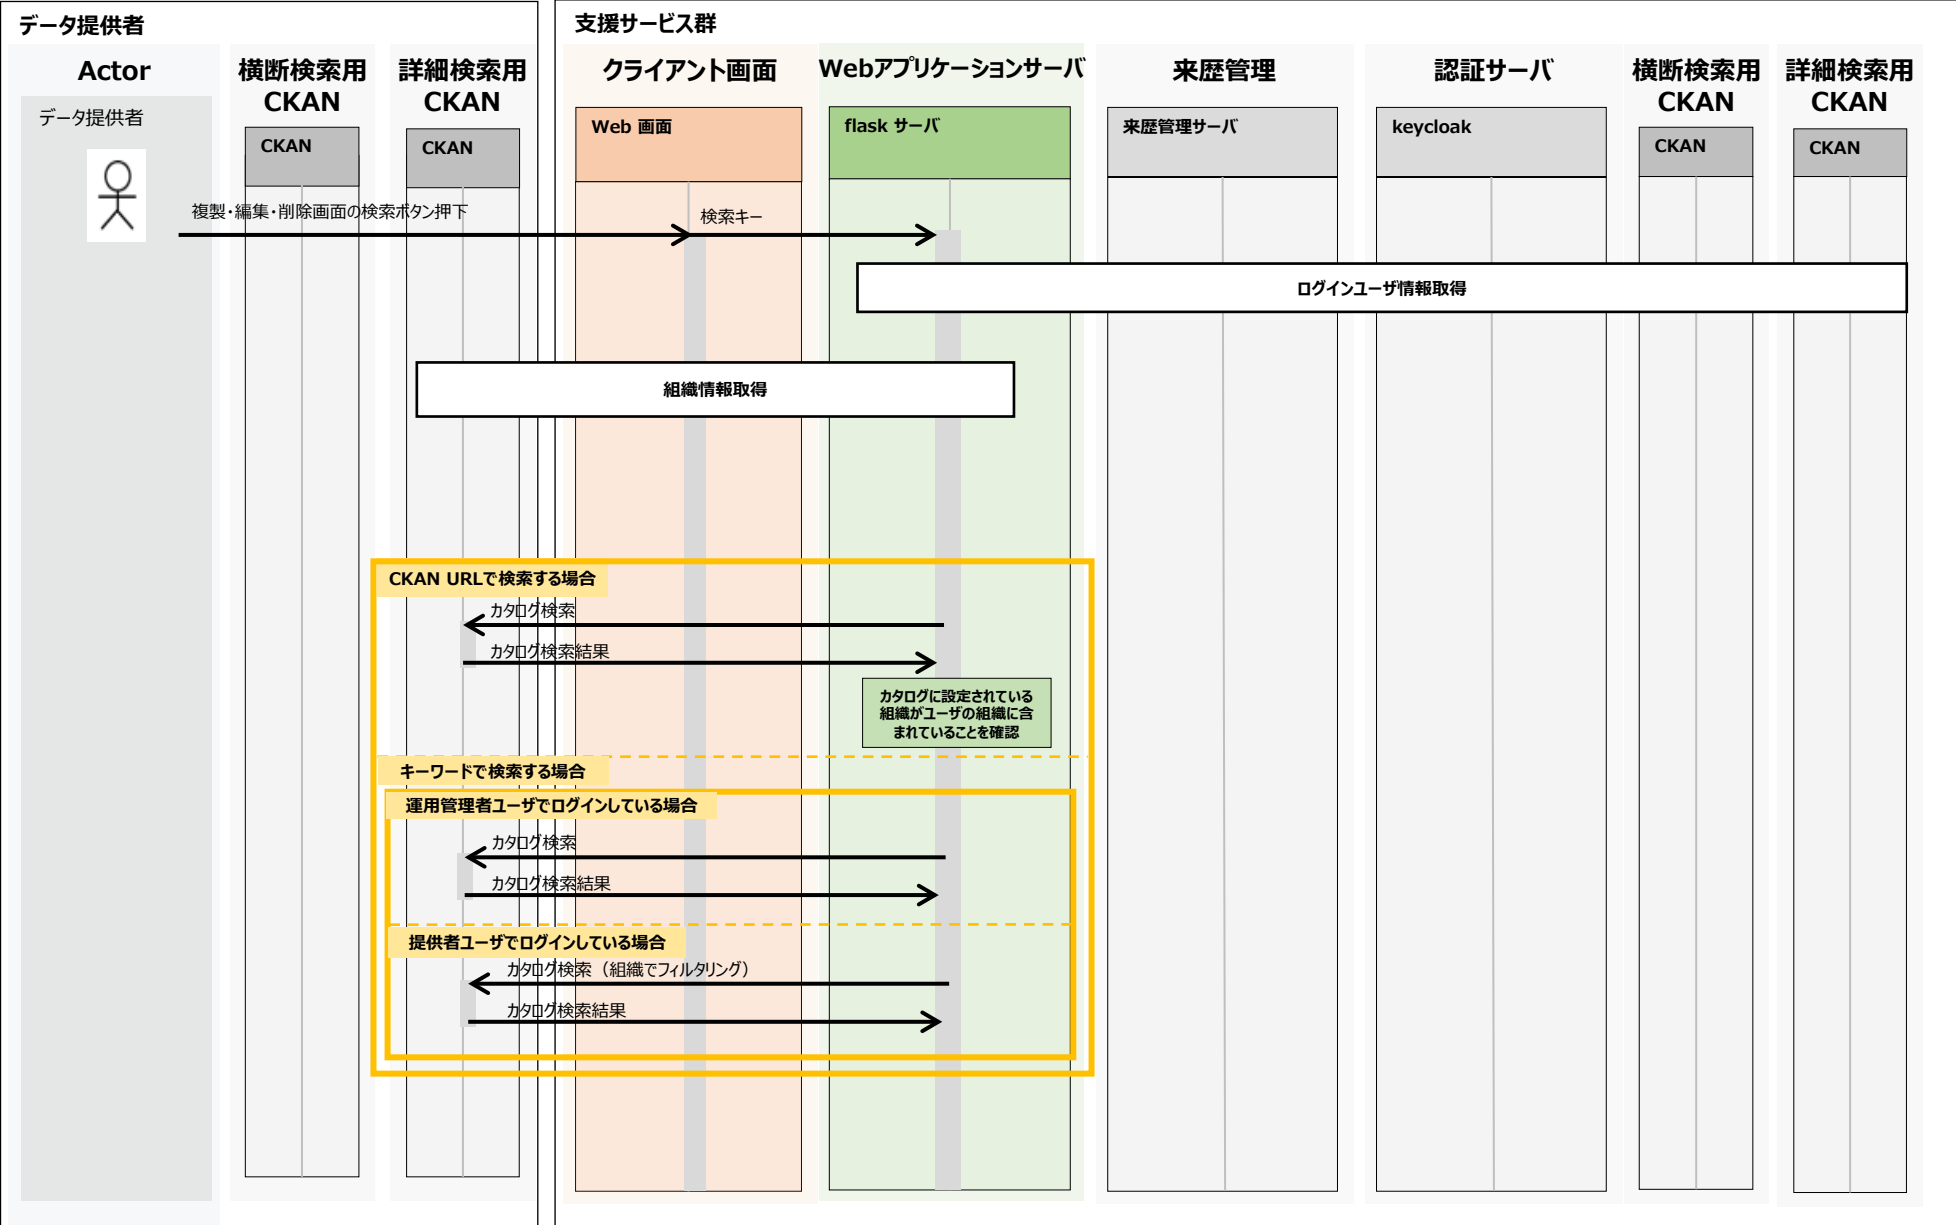 データ提供者
支援サービス群
Actor
横断検索用
CKAN
詳細検索用
CKAN
クライアント画面
Webアプリケーションサーバ
来歴管理
認証サーバ
横断検索用
CKAN
詳細検索用
CKAN
データ提供者
CKAN
CKAN
Web 画面
flask サーバ
来歴管理サーバ
keycloak
CKAN
CKAN
複製・編集・削除画面の検索ボタン押下
検索キー
ログインユーザ情報取得
組織情報取得
CKAN URLで検索する場合
カタログ検索
カタログ検索結果
カタログに設定されている
組織がユーザの組織に含
まれていることを確認
キーワードで検索する場合
運用管理者ユーザでログインしている場合
カタログ検索
カタログ検索結果
提供者ユーザでログインしている場合
カタログ検索（組織でフィルタリング）
カタログ検索結果